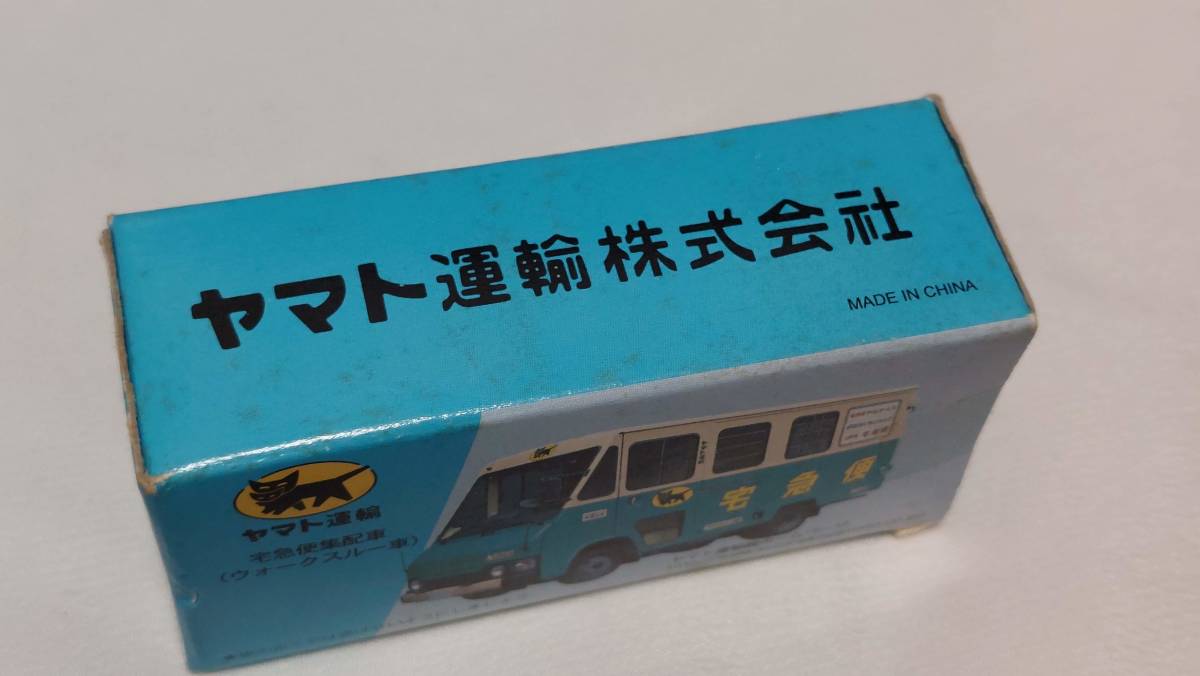 ヤマト運輸株式会社
MADE IN CHINA
ヤマト運輸
宅急便集配車
(ウォークスルー車)
宅急便